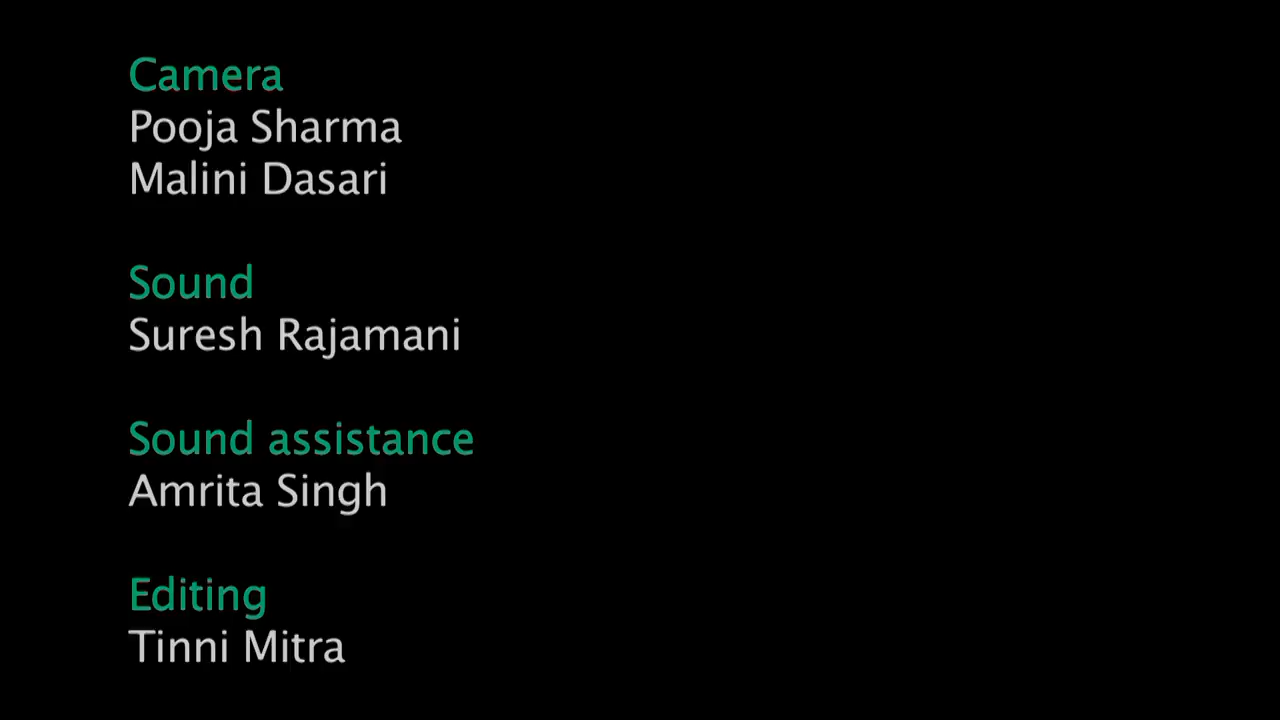 Camera
Pooja Sharma
Malini Dasari
Sound
Suresh Rajamani
Sound assistance
Amrita Singh
Editing
Tinni Mitra